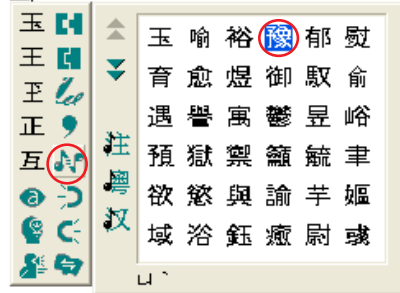 玉
王
正
互
注
粵
汉
玉 喻 裕 豫 郁 熨
育 愈 煜 御 馭 俞
遇 譽 寓 鬱 昱 峪
預 獄 禦 籲 毓 聿
欲 慾 與 諭 芋 嫗
域 浴 鈺 癒 尉 彧
ㄩˋ